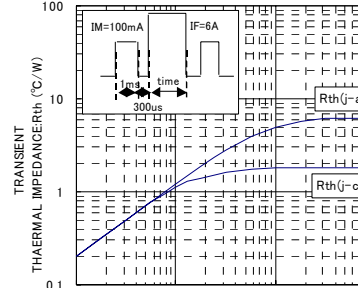 100
10
1
0.1
TRANSIENT
THAERMAL IMPEDANCE:Rth (℃/W)
IM=100mA
IF=6A
1ms
time
300us
Rth(j-a
Rth(j-c